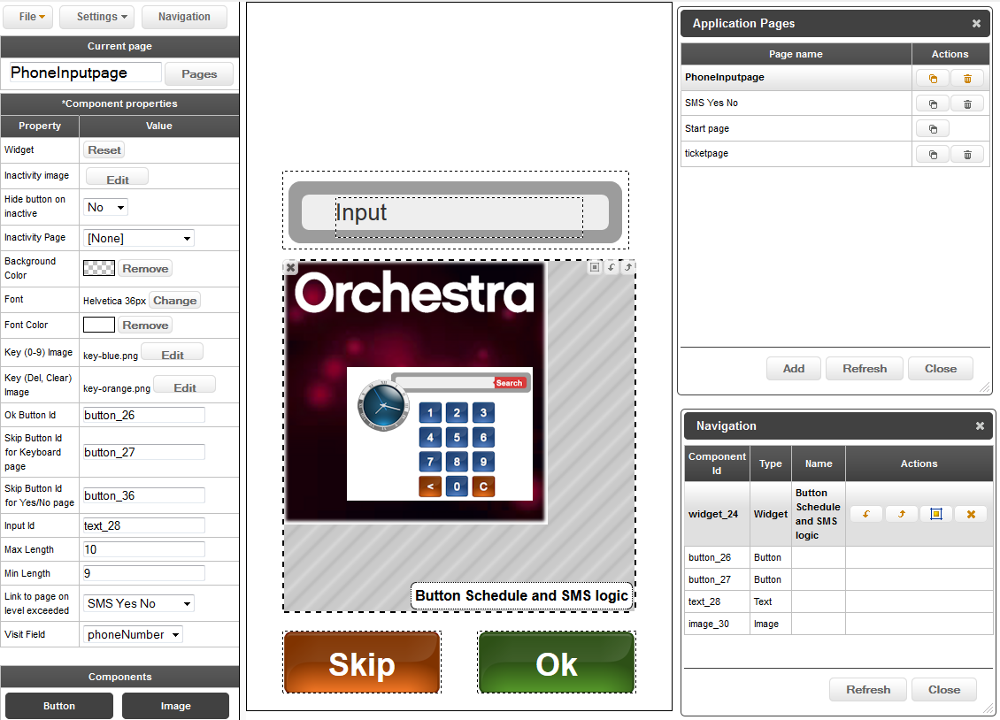 File
Settings
Navigation
Current page
PhoneInputpage
Pages
*Component properties
Property
Value
Widget
Reset
Inactivity image
Edit
Hide button on
inactive
No
Inactivity Page
[None]
Background
Color
Remove
Font
Helvetica 36px
Change
Font Color
Remove
Key (0-9) Image
key-blue.png
Edit
Key (Del, Clear)
Image
key-orange.png
Edit
Ok Button Id
button_26
Skip Button Id
for Keyboard
page
button_27
Skip Button Id
for Yes/No page
button_36
Input Id
text_28
Max Length
10
Min Length
9
Link to page on
level exceeded
SMS Yes No
Visit Field
phoneNumber
Components
Button
Image
Input
Orchestra
Search
1 2 3
4 5 6
7 8 9
< 0 C
Button Schedule and SMS logic
Skip
Ok
Application Pages
Page name
Actions
PhoneInputpage
SMS Yes No
Start page
ticketpage
Add
Refresh
Close
Navigation
Component
Id
Type
Name
Actions
widget_24
Widget
Button
Schedule
and SMS
logic
button_26
Button
button_27
Button
text_28
Text
image_30
Image
Refresh
Close